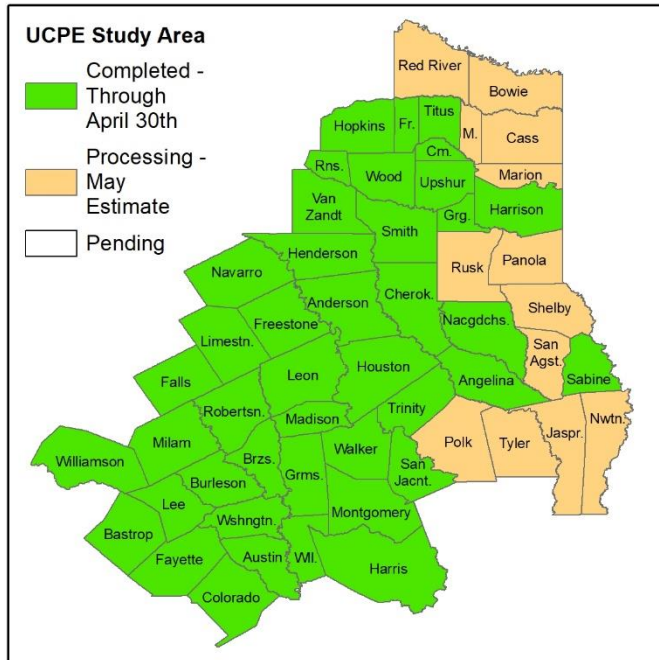 UCPE Study Area
Completed -
Through
April 30th
Processing -
May
Estimate
Pending
Red River
Bowie
Hopkins
Fr.
Titus
M.
Cass
Cm.
Rns.
Wood
Upshur
Marion
Van
Zandt
Grg.
Harrison
Smith
Henderson
Navarro
Rusk
Panola
Anderson
Cherok.
Shelby
Freestone
Nacgdchs.
Limestn.
San
Agst.
Houston
Leon
Sabine
Falls
Angelina
Robertsn.
Trinity
Madison
Nwtn.
Milam
Walker
Polk
Tyler
Jaspr.
Williamson
Brzs.
Grms.
San
Jacnt.
Burleson
Lee
Montgomery
Wshngtn.
Bastrop
Fayette
Austin
Wll.
Harris
Colorado